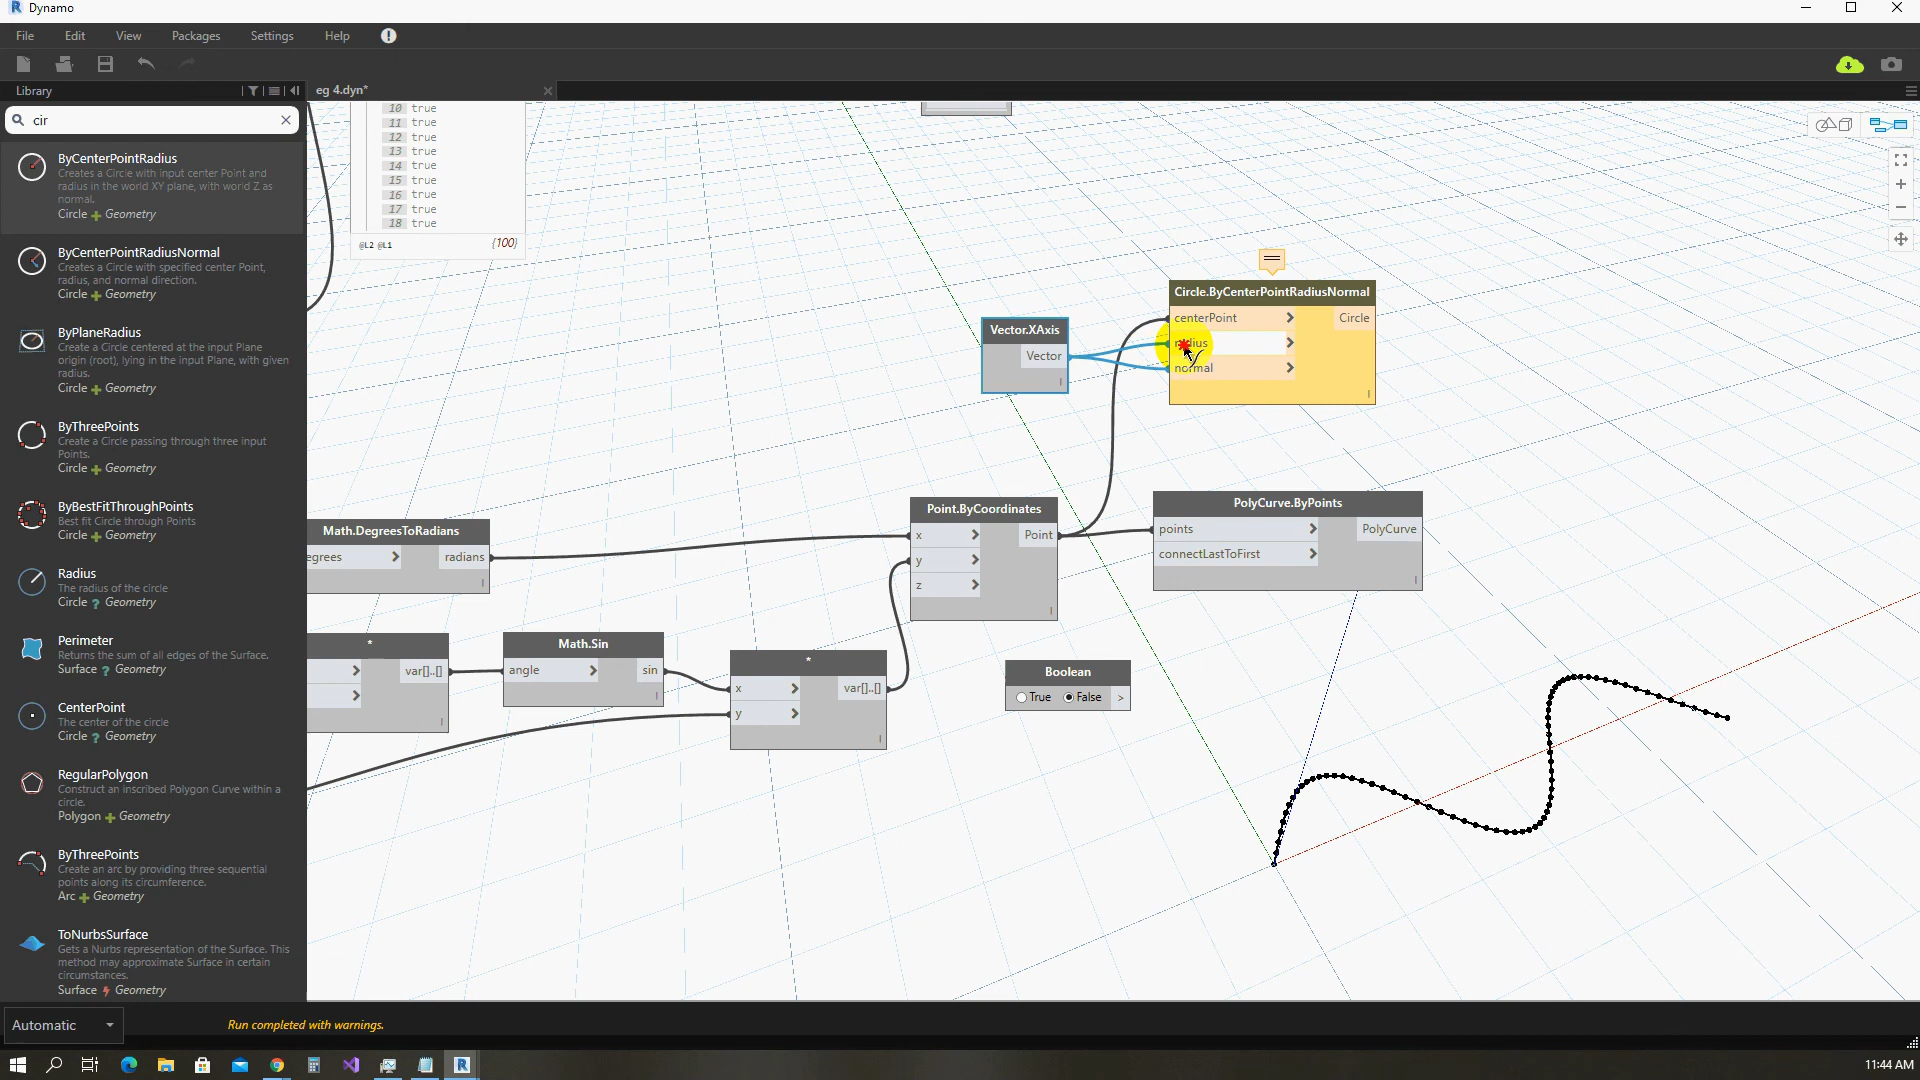 Dynamo
File Edit View Packages Settings Help
Library
eg 4.dyn*
cir
ByCenterPointRadius
Creates a Circle with input center Point and
radius in the world XY plane, with world Z as
normal.
Circle Geometry
ByCenterPointRadiusNormal
Creates a Circle with specified center Point,
radius, and normal direction.
Circle Geometry
ByPlaneRadius
Create a Circle centered at the input Plane
origin (root), lying in the input Plane, with given
radius.
Circle Geometry
ByThreePoints
Create a Circle passing through three input
Points.
Circle Geometry
ByBestFitThroughPoints
Best fit Circle through Points
Circle Geometry
Radius
The radius of the circle
Circle ? Geometry
Perimeter
Returns the sum of all edges of the Surface.
Surface ? Geometry
CenterPoint
The center of the circle
Circle ? Geometry
RegularPolygon
Construct an inscribed Polygon Curve within a
circle.
Polygon Geometry
ByThreePoints
Create an arc by providing three sequential
points along its circumference.
Arc Geometry
ToNurbsSurface
Gets a Nurbs representation of the Surface. This
method may approximate Surface in certain
circumstances.
Surface Geometry
10 true
11 true
12 true
13 true
14 true
15 true
16 true
17 true
18 true
@L2 @L1 {100}
Vector.XAxis
Vector
l
Circle.ByCenterPointRadiusNormal
centerPoint > Circle
radius >
normal >
l
Math.DegreesToRadians
egrees > radians
l
Point.ByCoordinates
x > Point
y >
z >
l
PolyCurve.ByPoints
points > PolyCurve
connectLastToFirst >
l
*
> var[]..[]
>
l
Math.Sin
angle > sin
l
*
x > var[]..[]
y >
l
Boolean
True False >
Automatic
Run completed with warnings.
11:44 AM